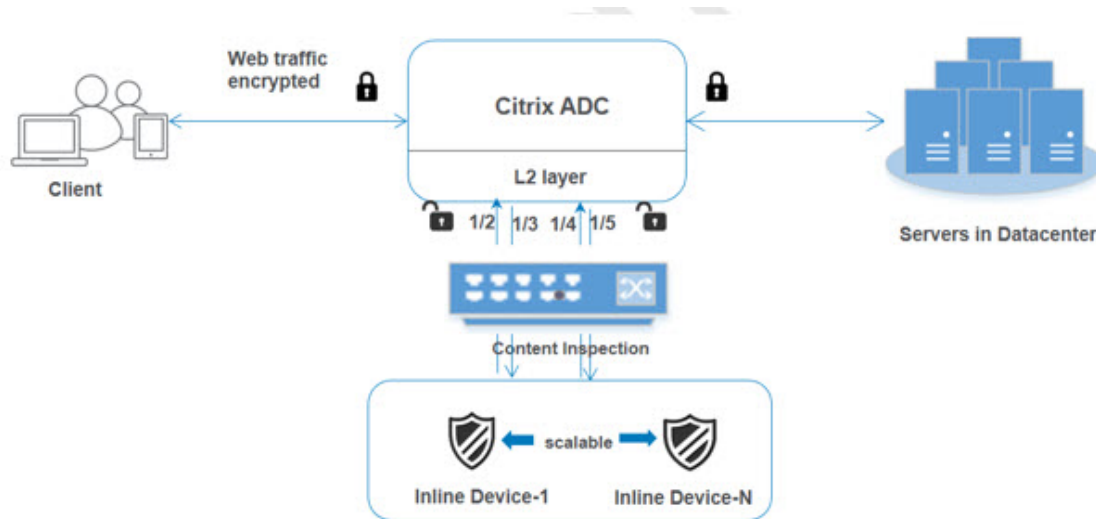 Web traffic
encrypted
Citrix ADC
L2 layer
Client
1/2
1/3
1/4
1/5
Servers in Datacenter
Content Inspection
scalable
Inline Device-1
Inline Device-N